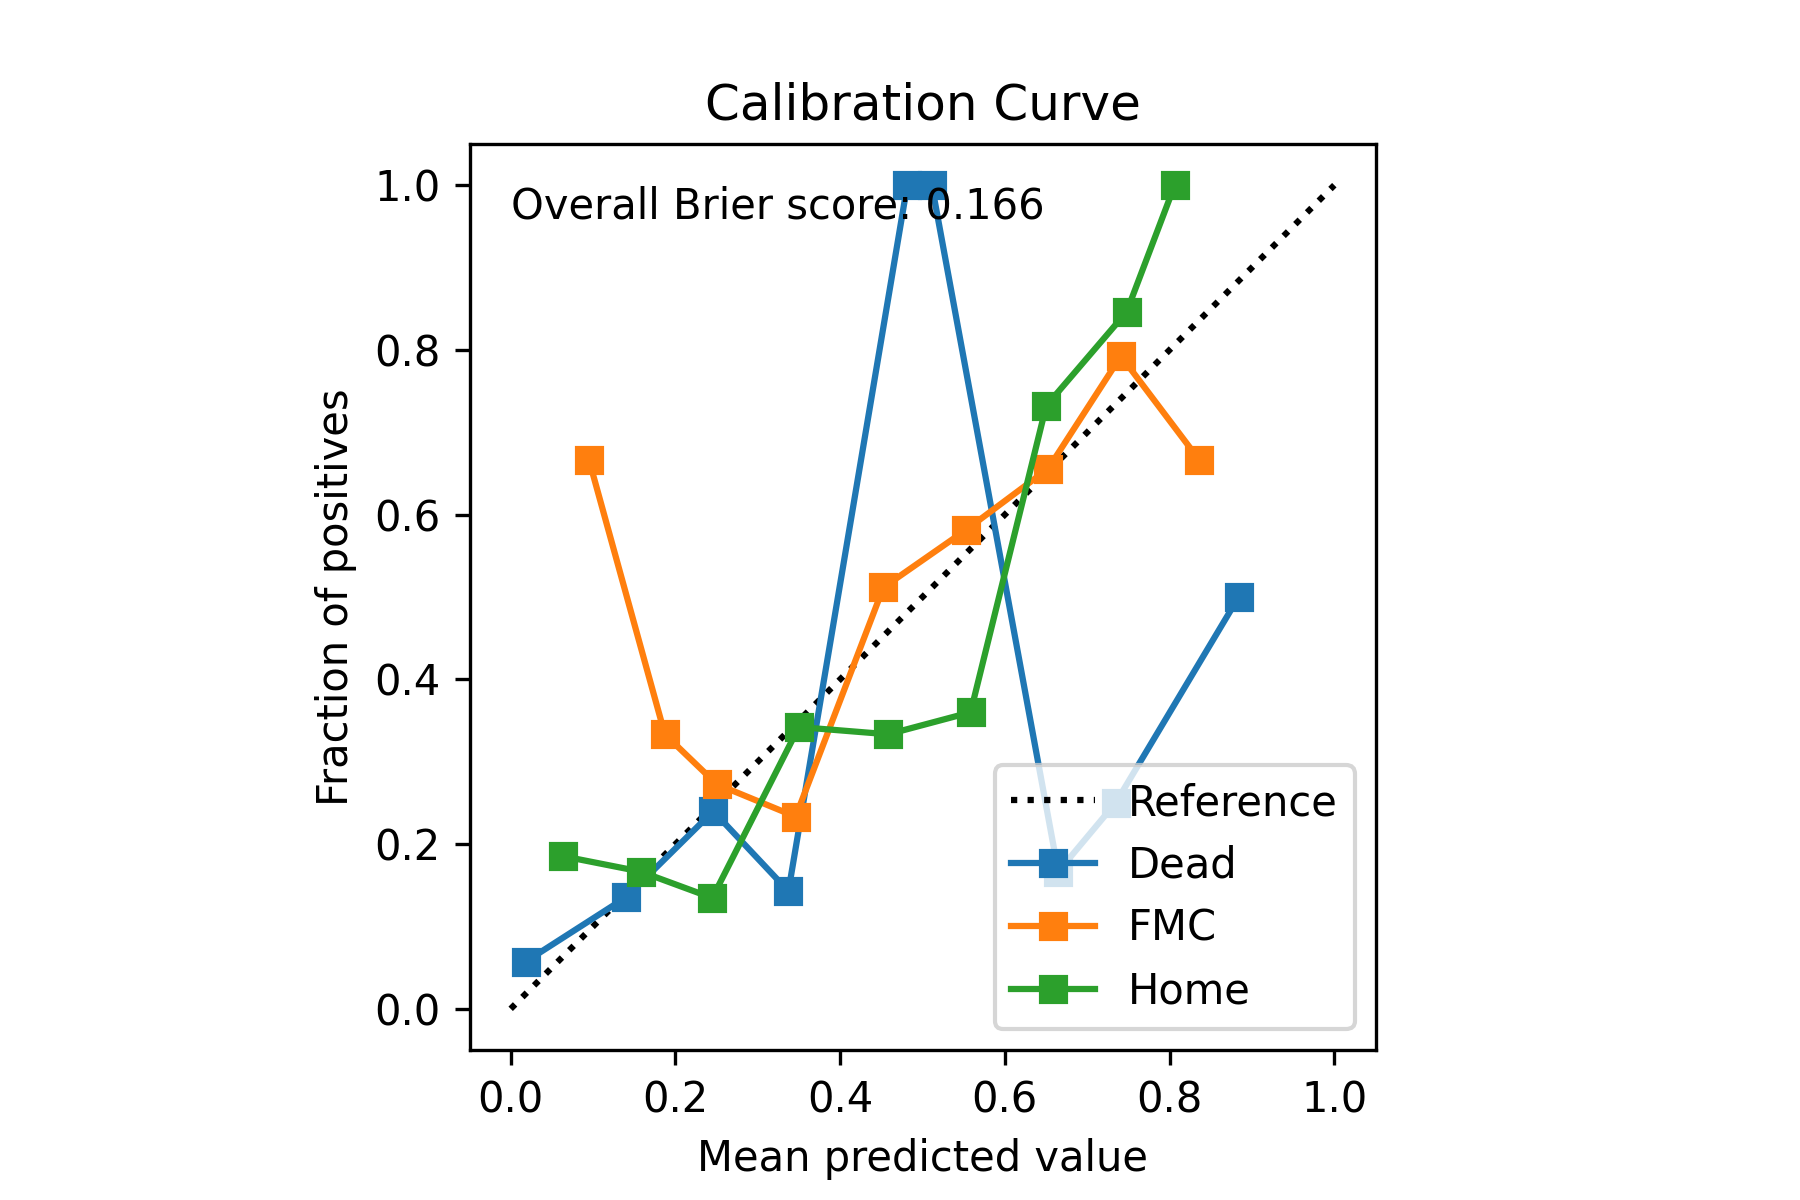 Calibration Curve
Overall Brier score: 0.166
1.0
0.8
0.6
0.4
0.2
0.0
Fraction of positives
Reference
Dead
FMC
Home
0.0 0.2 0.4 0.6 0.8 1.0
Mean predicted value